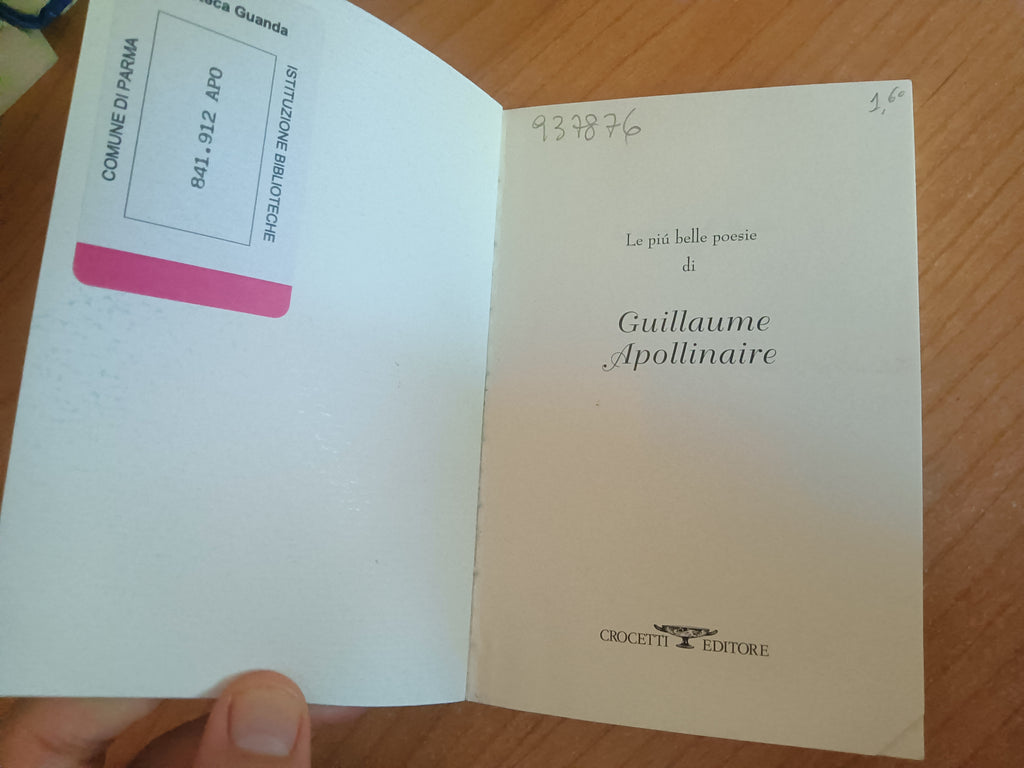 Guanda
COMUNE DI PARMA
841.912 APO
ISTITUZIONE BIBLIOTECHE
937876
1,60
Le piú belle poesie
di
Guillaume
Apollinaire
CROCETTI EDITORE